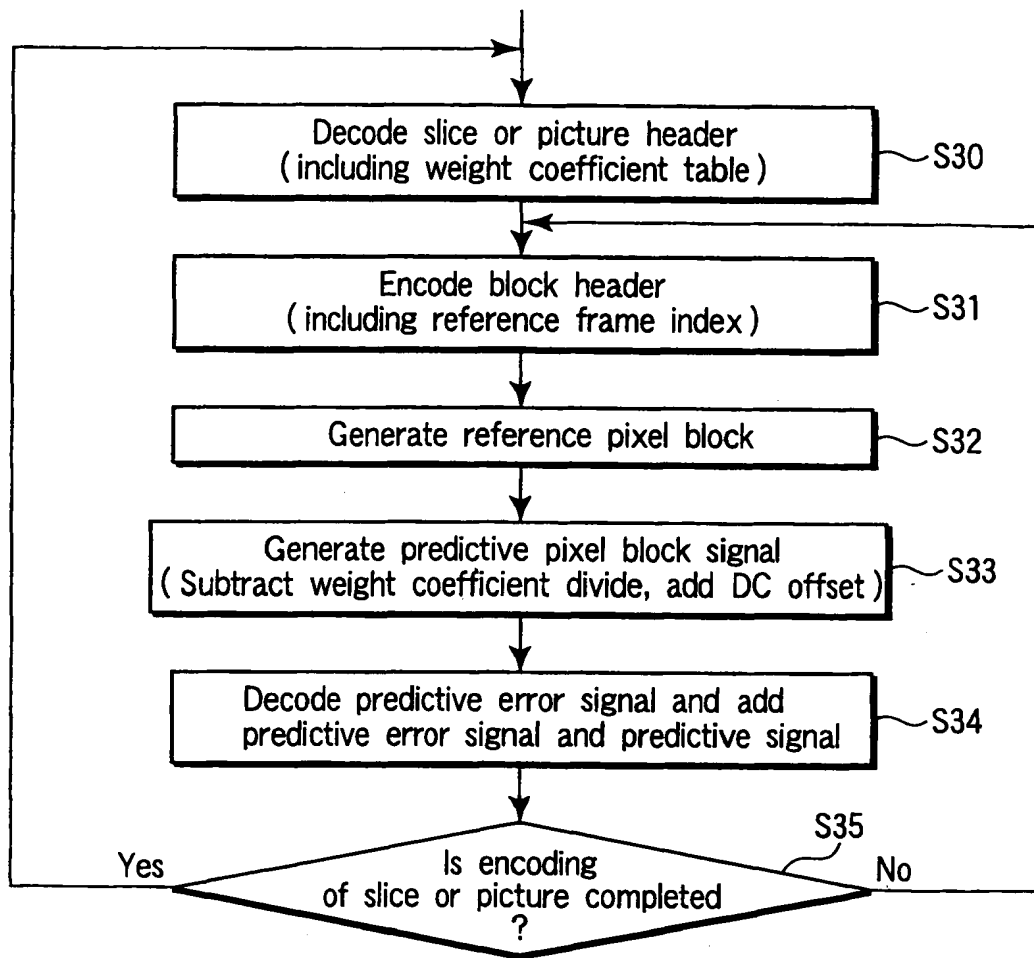 Decode slice or picture header
(including weight coefficient table)
S30
Encode block header
(including reference frame index)
S31
Generate reference pixel block
S32
Generate predictive pixel block signal
(Subtract weight coefficient divide, add DC offset)
S33
Decode predictive error signal and add
predictive error signal and predictive signal
S34
S35
Yes
Is encoding
of slice or picture completed
?
No